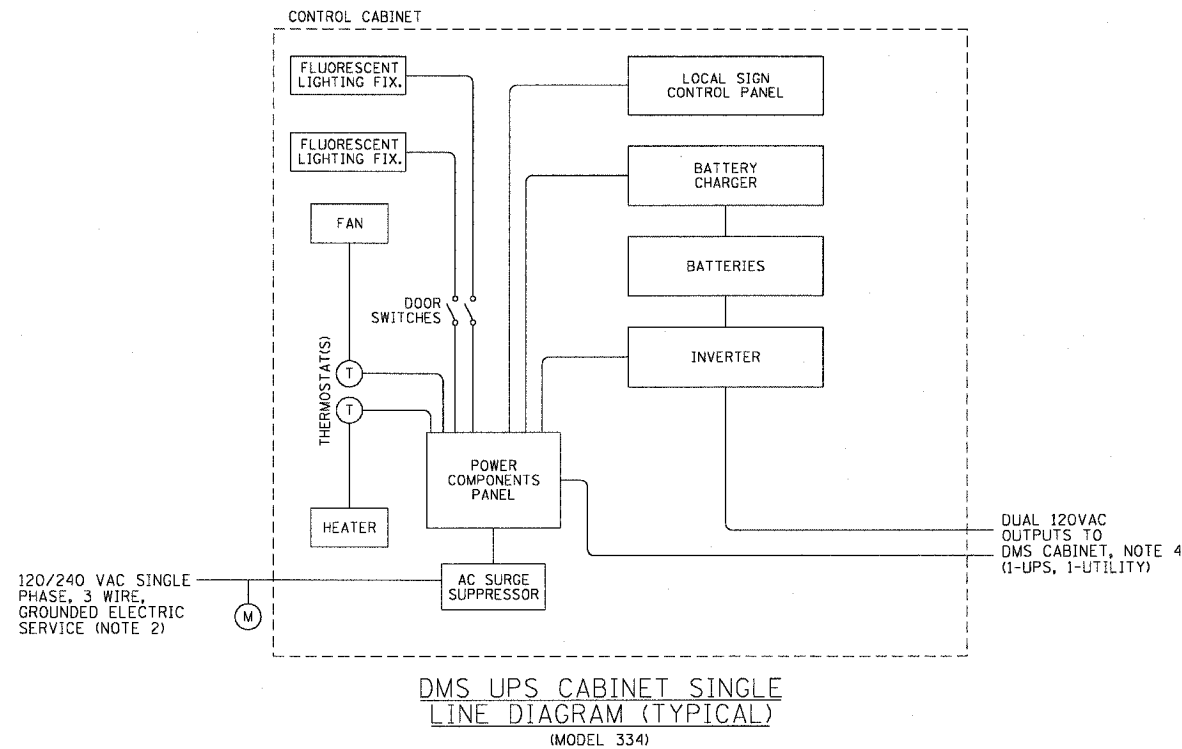 CONTROL CABINET
FLUORESCENT
LIGHTING FIX.
LOCAL SIGN
CONTROL PANEL
FLUORESCENT
LIGHTING FIX.
BATTERY
CHARGER
FAN
BATTERIES
DOOR
SWITCHES
INVERTER
THERMOSTAT(S)
T
T
POWER
COMPONENTS
PANEL
HEATER
DUAL 120VAC
OUTPUTS TO
DMS CABINET, NOTE 4
(1-UPS, 1-UTILITY)
120/240 VAC SINGLE
PHASE, 3 WIRE,
GROUNDED ELECTRIC
SERVICE (NOTE 2)
M
AC SURGE
SUPPRESSOR
DMS UPS CABINET SINGLE
LINE DIAGRAM (TYPICAL)
(MODEL 334)